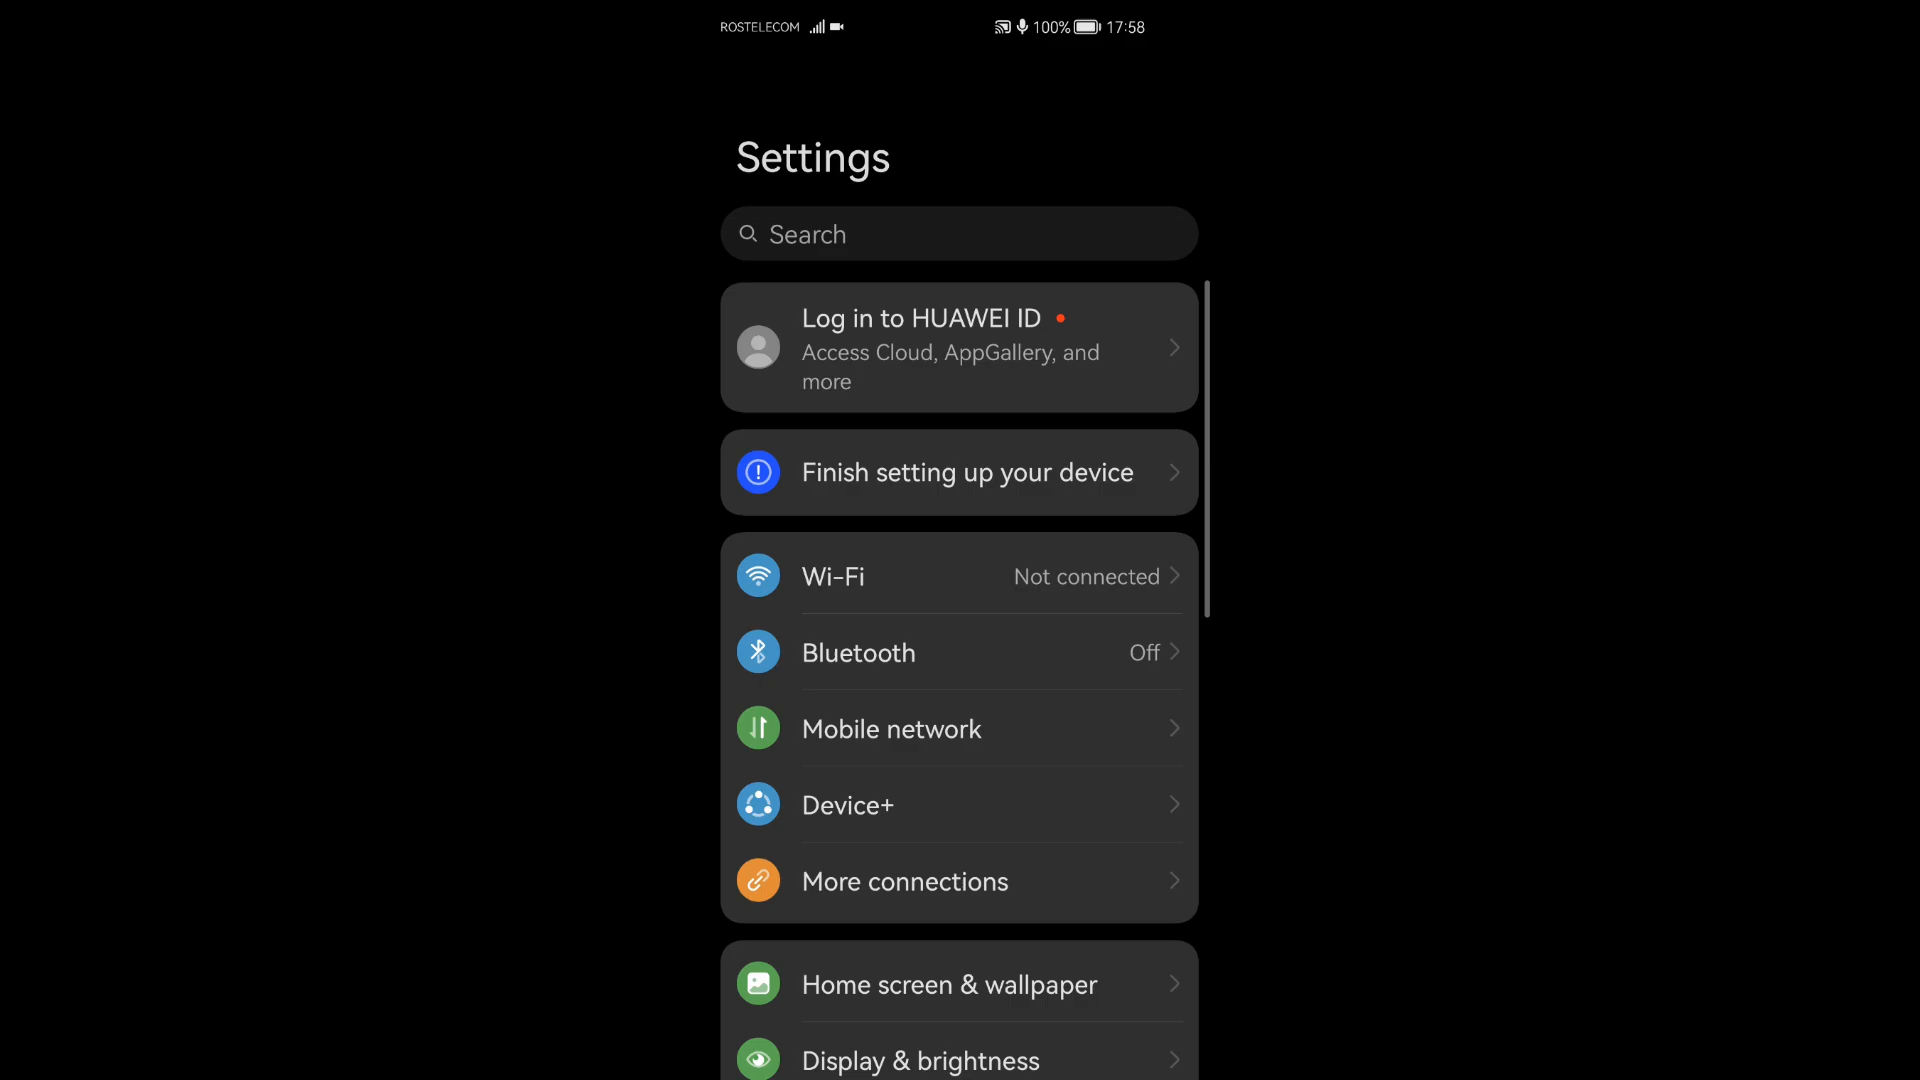 ROSTELECOM 100% 17:58
Settings
Search
Log in to HUAWEI ID
Access Cloud, AppGallery, and
more
Finish setting up your device
Wi-Fi Not connected
Bluetooth Off
Mobile network
Device+
More connections
Home screen & wallpaper
Display & brightness